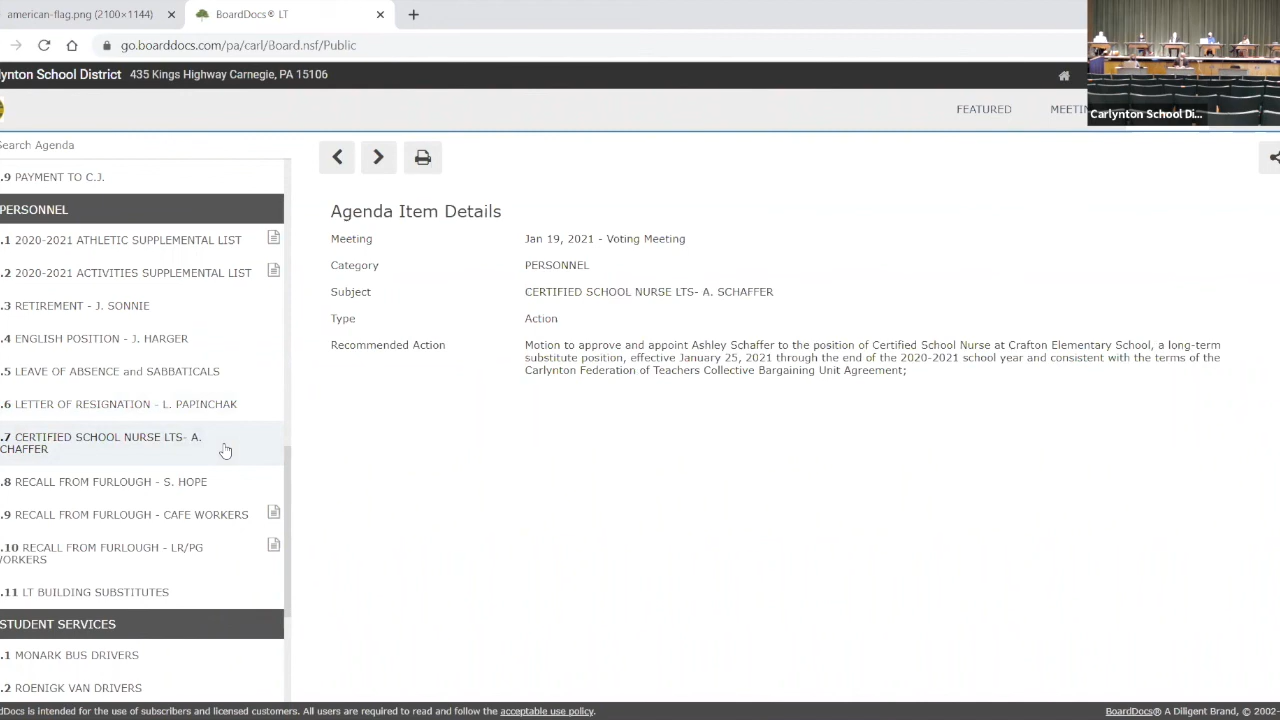 american-flag.png (2100×1144)
BoardDocs® LT
go.boarddocs.com/pa/carl/Board.nsf/Public
lynton School District 435 Kings Highway Carnegie, PA 15106
FEATURED
MEETIN
Carlynton School Di...
Search Agenda
.9 PAYMENT TO C.J.
PERSONNEL
.1 2020-2021 ATHLETIC SUPPLEMENTAL LIST
.2 2020-2021 ACTIVITIES SUPPLEMENTAL LIST
.3 RETIREMENT - J. SONNIE
.4 ENGLISH POSITION - J. HARGER
.5 LEAVE OF ABSENCE and SABBATICALS
.6 LETTER OF RESIGNATION - L. PAPINCHAK
.7 CERTIFIED SCHOOL NURSE LTS- A.
CHAFFER
.8 RECALL FROM FURLOUGH - S. HOPE
.9 RECALL FROM FURLOUGH - CAFE WORKERS
.10 RECALL FROM FURLOUGH - LR/PG
WORKERS
.11 LT BUILDING SUBSTITUTES
STUDENT SERVICES
.1 MONARK BUS DRIVERS
.2 ROENIGK VAN DRIVERS
Agenda Item Details
Meeting Jan 19, 2021 - Voting Meeting
Category PERSONNEL
Subject CERTIFIED SCHOOL NURSE LTS- A. SCHAFFER
Type Action
Recommended Action Motion to approve and appoint Ashley Schaffer to the position of Certified School Nurse at Crafton Elementary School, a long-term
substitute position, effective January 25, 2021 through the end of the 2020-2021 school year and consistent with the terms of the
Carlynton Federation of Teachers Collective Bargaining Unit Agreement;
rdDocs is intended for the use of subscribers and licensed customers. All users are required to read and follow the acceptable use policy.
BoardDocs® A Diligent Brand, © 2002-